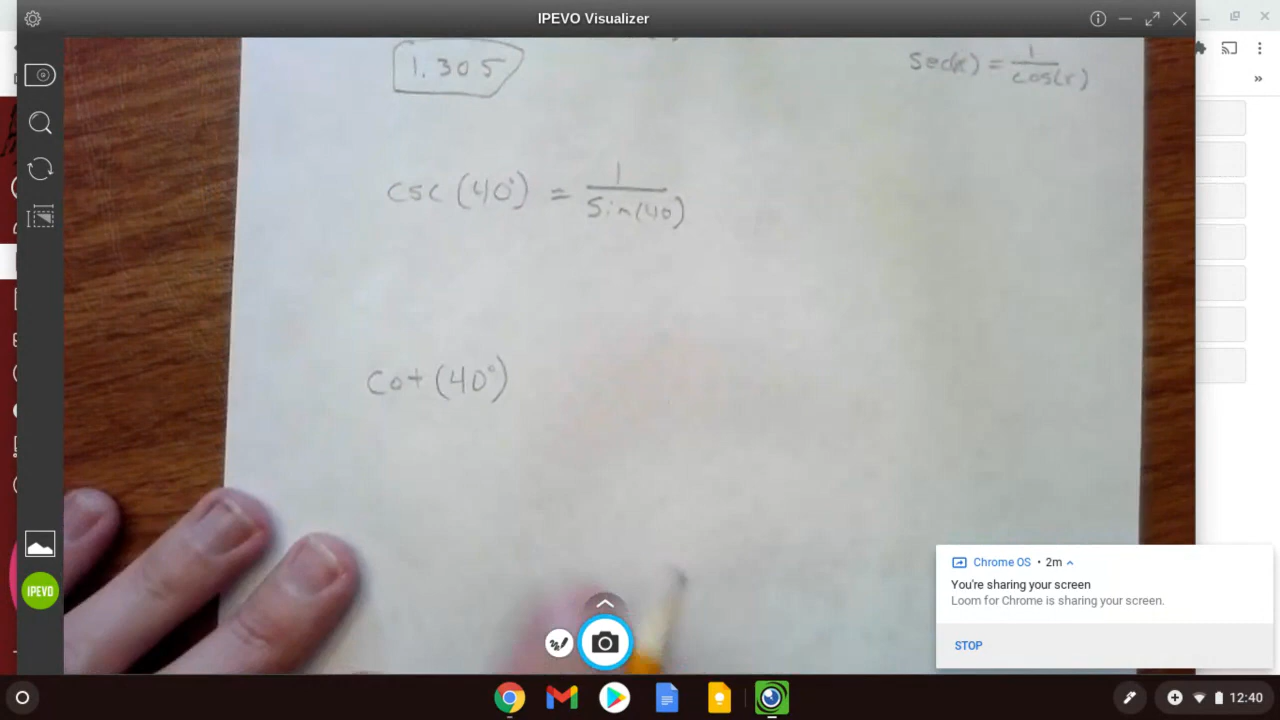 IPEVO Visualizer
1.305
sec(x) = 1/cos(x)
csc (40°) = 1/sin(40)
cot (40°)
Chrome OS • 2m
You're sharing your screen
Loom for Chrome is sharing your screen.
STOP
IPEVO
12:40